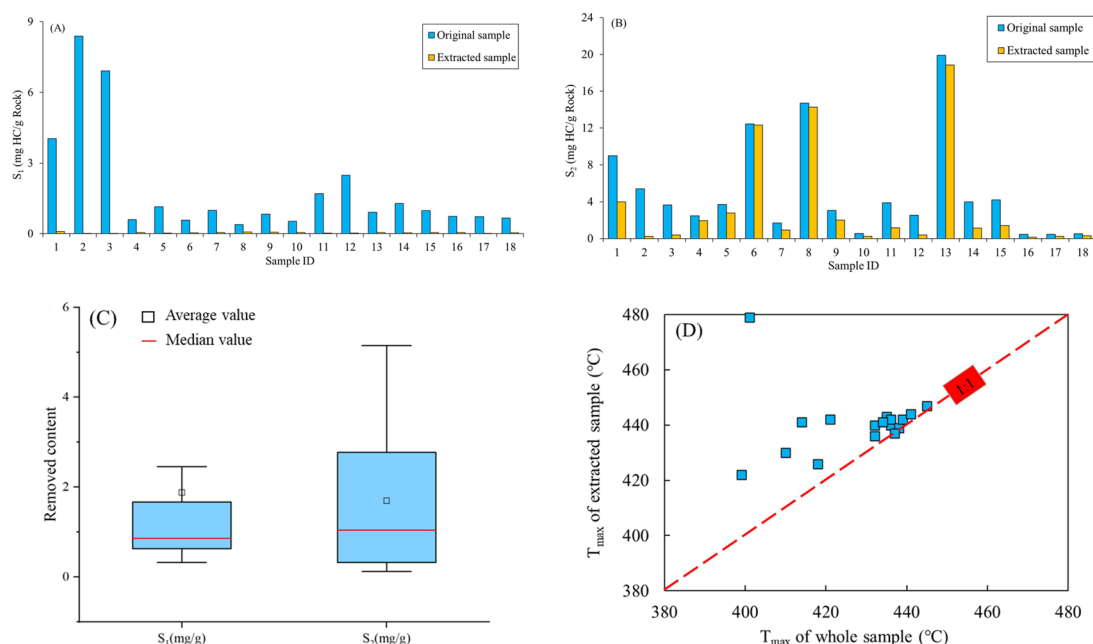 (A)
Original sample
Extracted sample
S₁ (mg HC/g Rock)
9
6
3
0
1 2 3 4 5 6 7 8 9 10 11 12 13 14 15 16 17 18
Sample ID
(B)
Original sample
Extracted sample
S₂ (mg HC/g Rock)
24
20
16
12
8
4
0
1 2 3 4 5 6 7 8 9 10 11 12 13 14 15 16 17 18
Sample ID
(C)
Average value
Median value
Removed content
6
4
2
0
S₁(mg/g) S₂(mg/g)
(D)
1:1
Tmax of extracted sample (°C)
480
460
440
420
400
380
380 400 420 440 460 480
Tmax of whole sample (°C)